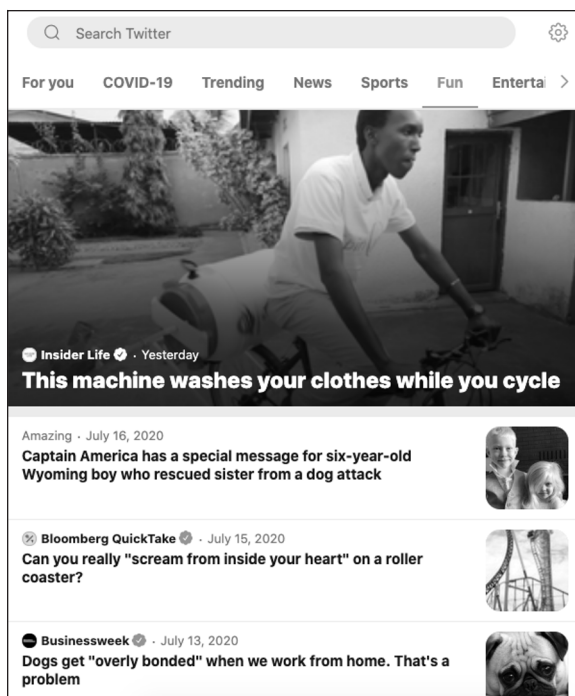 Search Twitter
For you COVID-19 Trending News Sports Fun Entertai
Insider Life · Yesterday
This machine washes your clothes while you cycle
Amazing · July 16, 2020
Captain America has a special message for six-year-old
Wyoming boy who rescued sister from a dog attack
Bloomberg QuickTake · July 15, 2020
Can you really "scream from inside your heart" on a roller
coaster?
Businessweek · July 13, 2020
Dogs get "overly bonded" when we work from home. That's a
problem